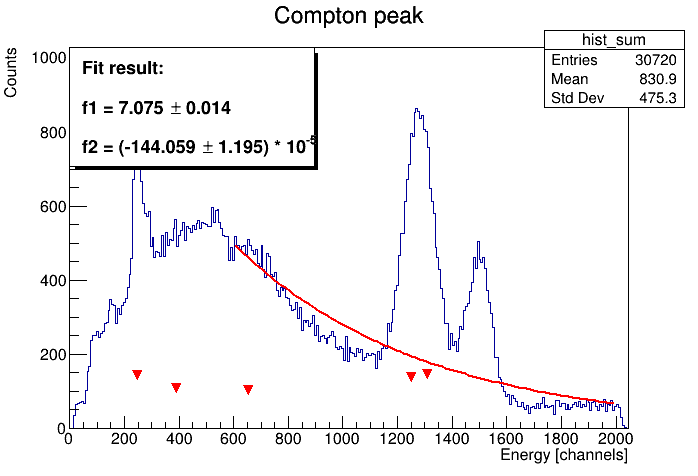 Compton peak
hist_sum
Entries 30720
Mean 830.9
Std Dev 475.3
Counts
Fit result:
f1 = 7.075 ± 0.014
f2 = (-144.059 ± 1.195) * 10^-5
1000
800
600
400
200
0
0 200 400 600 800 1000 1200 1400 1600 1800 2000
Energy [channels]